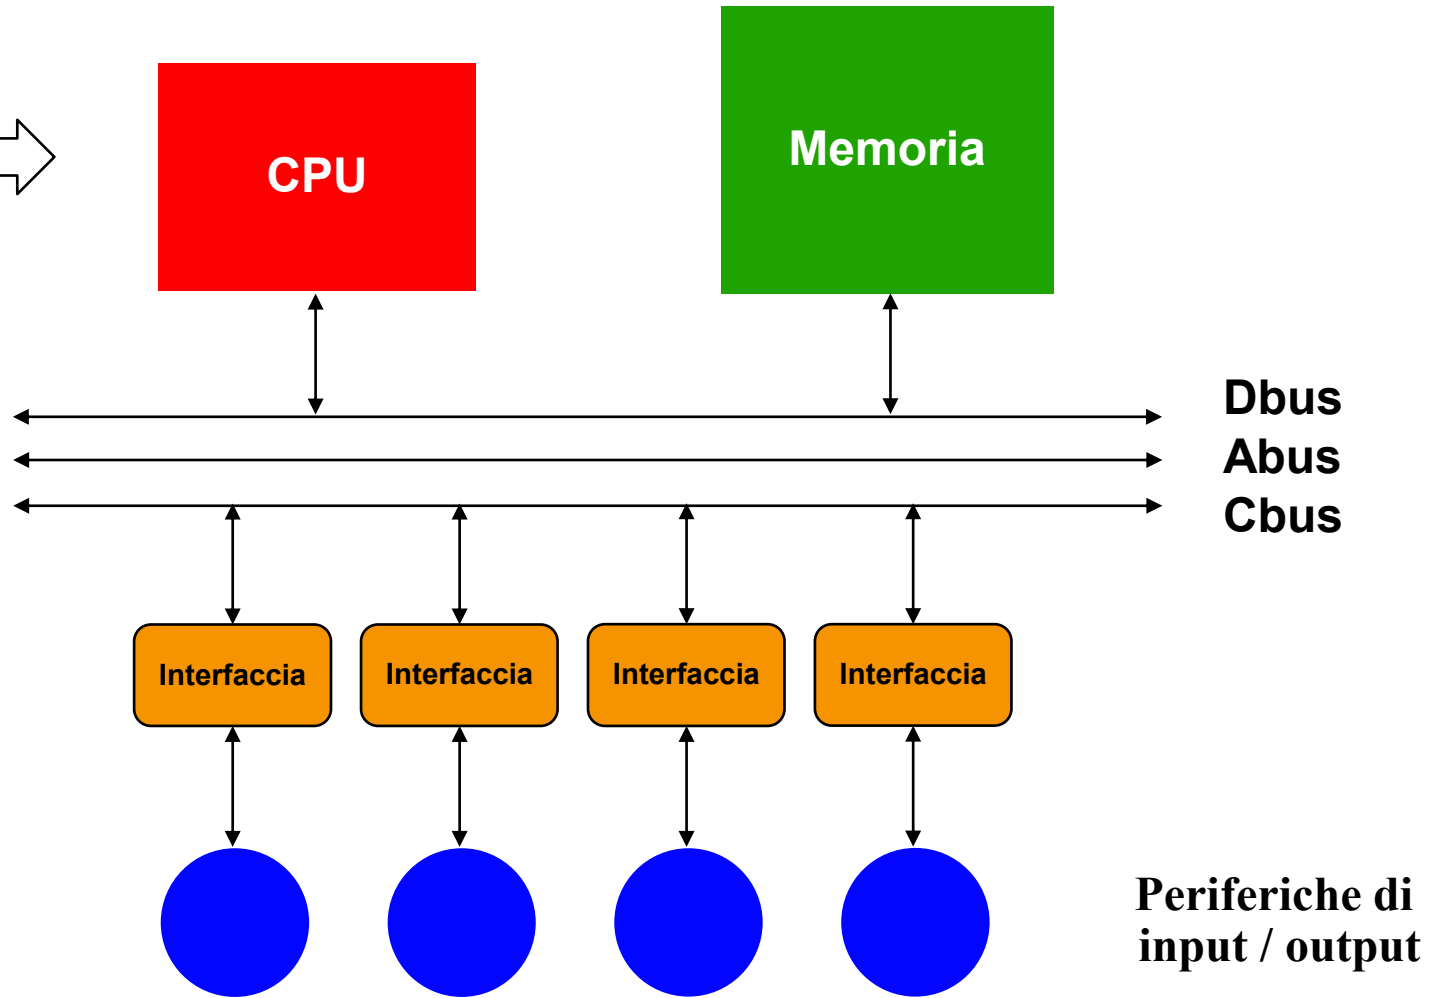 CPU
Memoria
Dbus
Abus
Cbus
Interfaccia
Interfaccia
Interfaccia
Interfaccia
Periferiche di
input / output